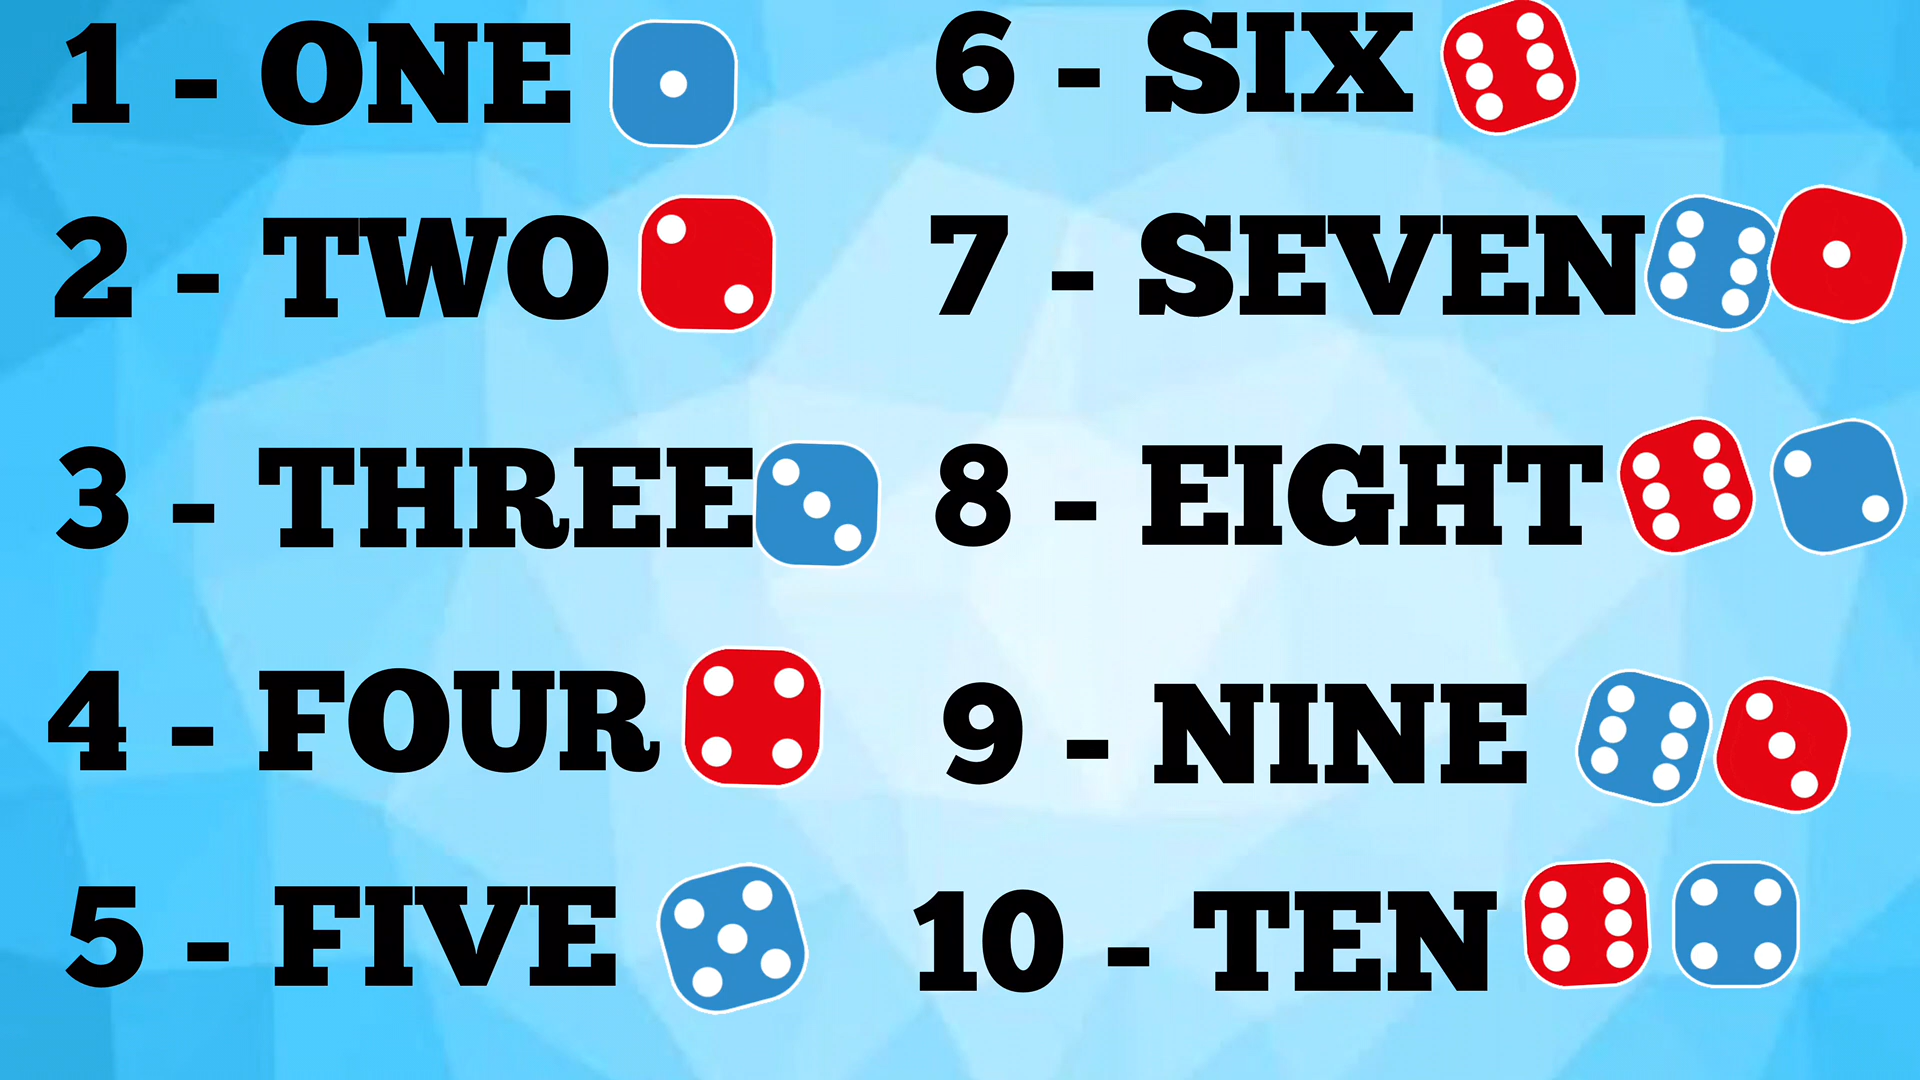 1 - ONE
2 - TWO
3 - THREE
4 - FOUR
5 - FIVE
6 - SIX
7 - SEVEN
8 - EIGHT
9 - NINE
10 - TEN